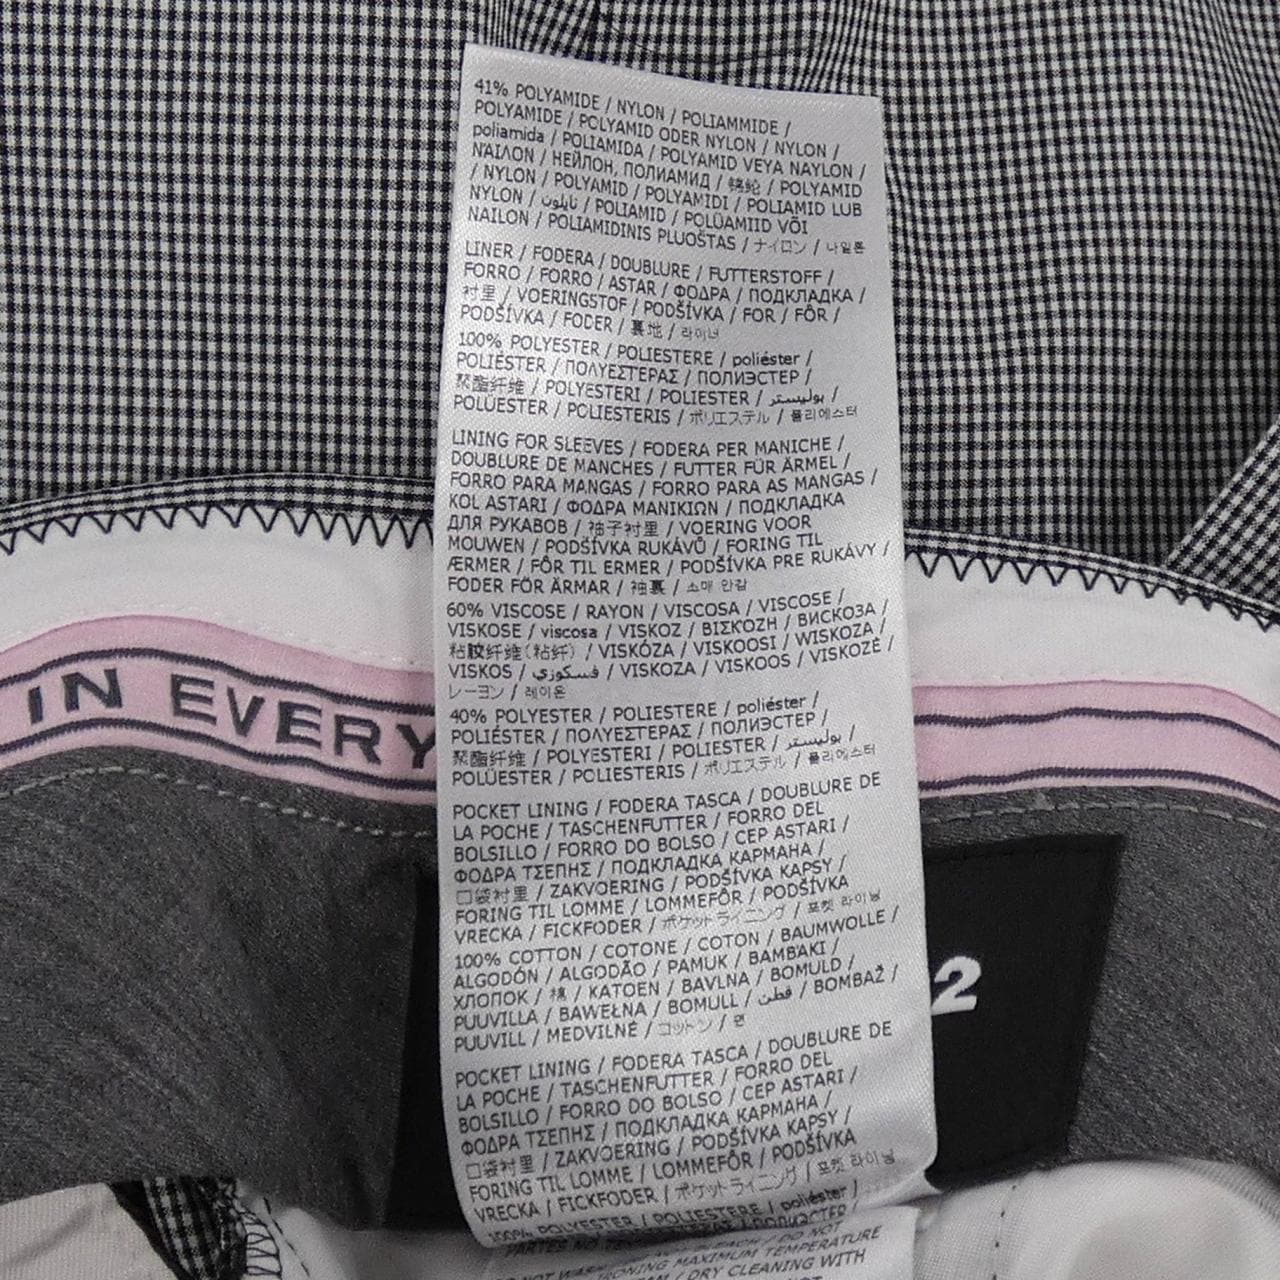 41% POLYAMIDE / NYLON / POLIAMMIDE /
POLYAMIDE / POLYAMID ODER NYLON / NYLON /
poliamida / POLIAMIDA / POLYAMID VEYA NAYLON /
ΝΆΙΛΟΝ / НЕЙЛОН, ПОЛИАМИД / 锦纶 / POLYAMID
/ NYLON / POLYAMID / POLYAMIDI / POLIAMID LUB
NYLON / نايلون / POLIAMID / POLÜAMIID VÕI
NAILON / POLIAMIDINIS PLUOŠTAS / ナイロン / 나일론
LINER / FODERA / DOUBLURE / FUTTERSTOFF /
FORRO / FORRO / ASTAR / ΦΟΔΡΑ / ПОДКЛАДКА /
衬里 / VOERINGSTOF / PODŠÍVKA / FOR / FÔR /
PODŠÍVKA / FODER / 裏地 / 라이너
100% POLYESTER / POLIESTERE / poliéster /
POLIÉSTER / ΠΟΛΥΕΣΤΕΡΑΣ / ПОЛИЭСТЕР /
聚酯纤维 / POLYESTERI / POLIESTER / بوليستر /
POLÜESTER / POLIESTERIS / ポリエステル / 폴리에스터
LINING FOR SLEEVES / FODERA PER MANICHE /
DOUBLURE DE MANCHES / FUTTER FÜR ÄRMEL /
FORRO PARA MANGAS / FORRO PARA AS MANGAS /
KOL ASTARI / ΦΟΔΡΑ ΜΑΝΙΚΙΩΝ / ПОДКЛАДКА
ДЛЯ РУКАВОВ / 袖子衬里 / VOERING VOOR
MOUWEN / PODŠÍVKA RUKÁVŮ / FORING TIL
ÆRMER / FÔR TIL ERMER / PODŠÍVKA PRE RUKÁVY /
FODER FÖR ÄRMAR / 袖裏 / 소매 안감
60% VISCOSE / RAYON / VISCOSA / VISCOSE /
VISKOSE / viscosa / VISKOZ / ΒΙΣΚΟΖΗ / ВИСКОЗА /
粘胶纤维(粘纤) / VISKÓZA / VISKOOSI / WISKOZA /
VISKOS / فسكوزي / VISKOZA / VISKOOS / VISKOZĖ /
レーヨン / 레이온
40% POLYESTER / POLIESTERE / poliéster /
POLIÉSTER / ΠΟΛΥΕΣΤΕΡΑΣ / ПОЛИЭСТЕР /
聚酯纤维 / POLYESTERI / POLIESTER / بوليستر /
POLÜESTER / POLIESTERIS / ポリエステル / 폴리에스터
POCKET LINING / FODERA TASCA / DOUBLURE DE
LA POCHE / TASCHENFUTTER / FORRO DEL
BOLSILLO / FORRO DO BOLSO / CEP ASTARI /
ΦΟΔΡΑ ΤΣΕΠΗΣ / ПОДКЛАДКА КАРМАНА /
口袋衬里 / ZAKVOERING / PODŠÍVKA KAPSY /
FORING TIL LOMME / LOMMEFÔR / PODŠÍVKA
VRECKA / FICKFODER / ポケットライニング / 포켓 라이닝
100% COTTON / COTONE / COTON / BAUMWOLLE /
ALGODÓN / ALGODÃO / PAMUK / ΒΑΜΒΑΚΙ /
ХЛОПОК / 棉 / KATOEN / BAVLNA / BOMULD /
PUUVILLA / BAWEŁNA / BOMULL / قطن / BOMBAŽ /
PUUVILL / MEDVILNĖ / コットン / 면
POCKET LINING / FODERA TASCA / DOUBLURE DE
LA POCHE / TASCHENFUTTER / FORRO DEL
BOLSILLO / FORRO DO BOLSO / CEP ASTARI /
ΦΟΔΡΑ ΤΣΕΠΗΣ / ПОДКЛАДКА КАРМАНА /
口袋衬里 / ZAKVOERING / PODŠÍVKA KAPSY /
FORING TIL LOMME / LOMMEFÔR / PODŠÍVKA
VRECKA / FICKFODER / ポケットライニング / 포켓 라이닝
100% POLYESTER / POLIESTERE / poliéster /
IN EVERY
2
IRONING MAXIMUM TEMPERATURE
/ DRY CLEANING WITH